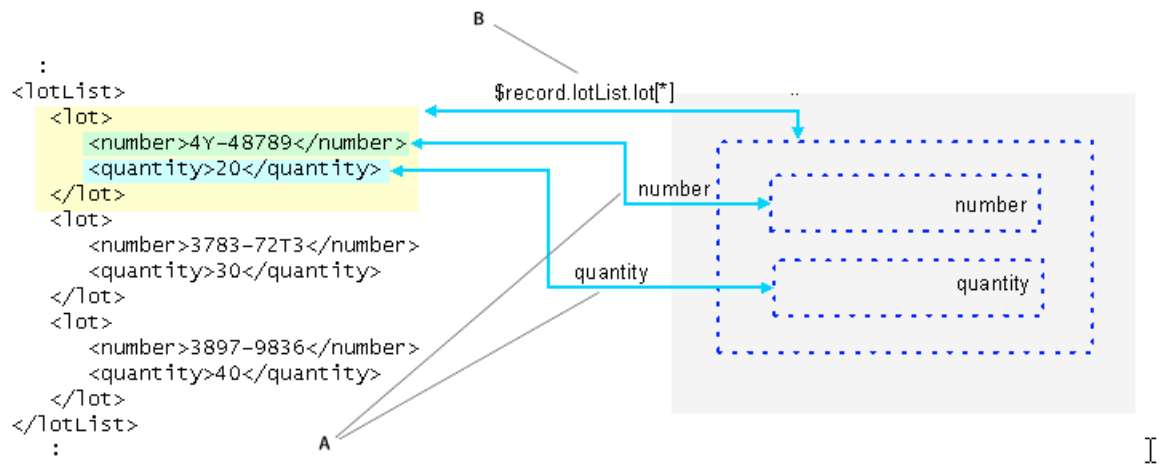 B
:
<lotList>
$record.lotList.lot[*]
<lot>
<number>4Y-48789</number>
<quantity>20</quantity>
</lot>
number
number
<lot>
<number>3783-72T3</number>
<quantity>30</quantity>
quantity
quantity
</lot>
<lot>
<number>3897-9836</number>
<quantity>40</quantity>
</lot>
</lotList>
A
: